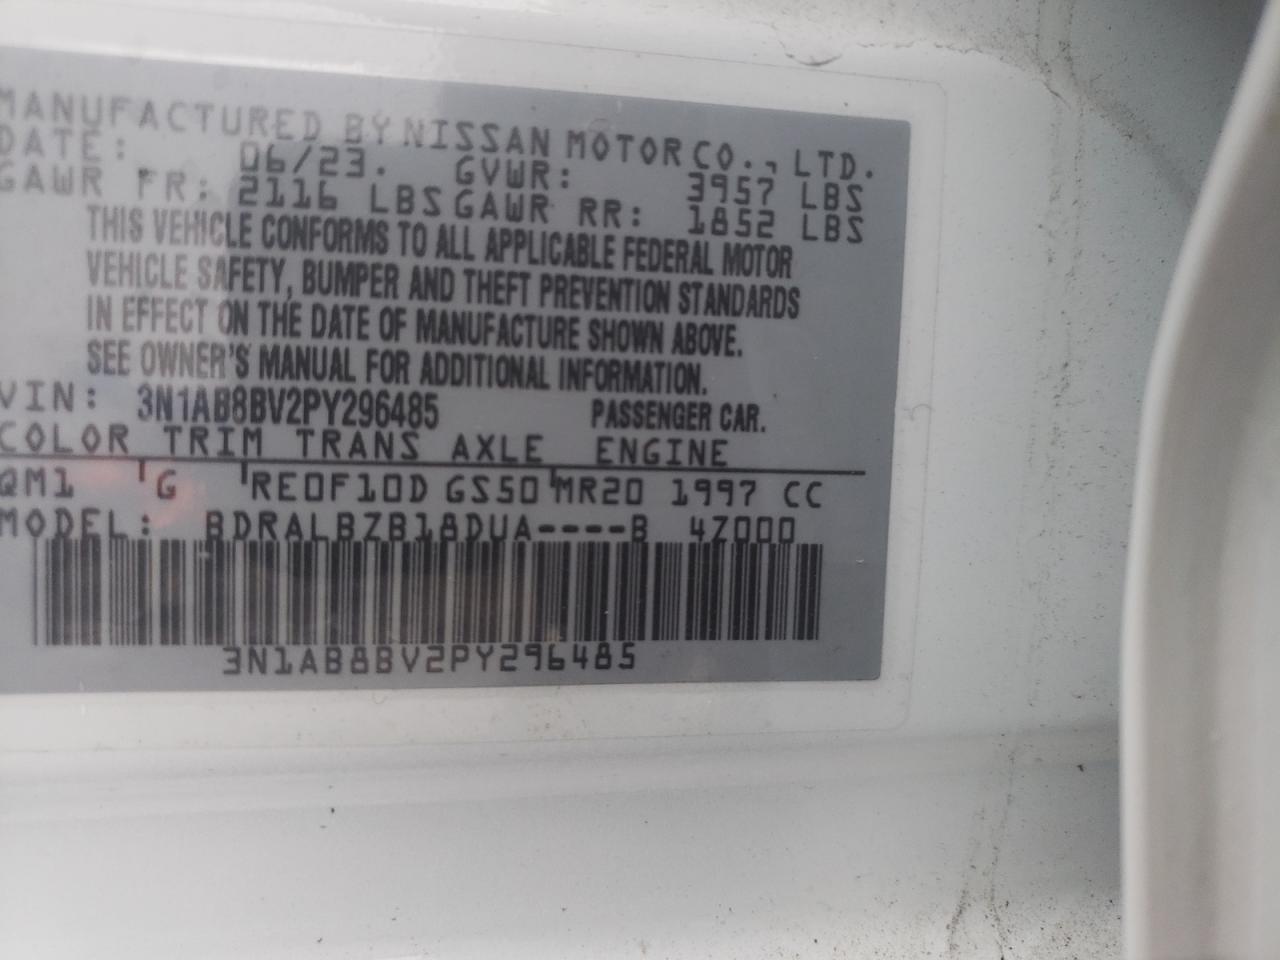 MANUFACTURED BY NISSAN MOTOR CO., LTD.
DATE: 06/23. GVWR: 3957 LBS
GAWR FR: 2116 LBS GAWR RR: 1852 LBS
THIS VEHICLE CONFORMS TO ALL APPLICABLE FEDERAL MOTOR
VEHICLE SAFETY, BUMPER AND THEFT PREVENTION STANDARDS
IN EFFECT ON THE DATE OF MANUFACTURE SHOWN ABOVE.
SEE OWNER'S MANUAL FOR ADDITIONAL INFORMATION.
VIN: 3N1AB8BV2PY296485 PASSENGER CAR.
COLOR TRIM TRANS AXLE ENGINE
QM1 G RE0F10D GS50 MR20 1997 CC
MODEL: BDRALBZB18DUA----B 4Z000
3N1AB8BV2PY296485